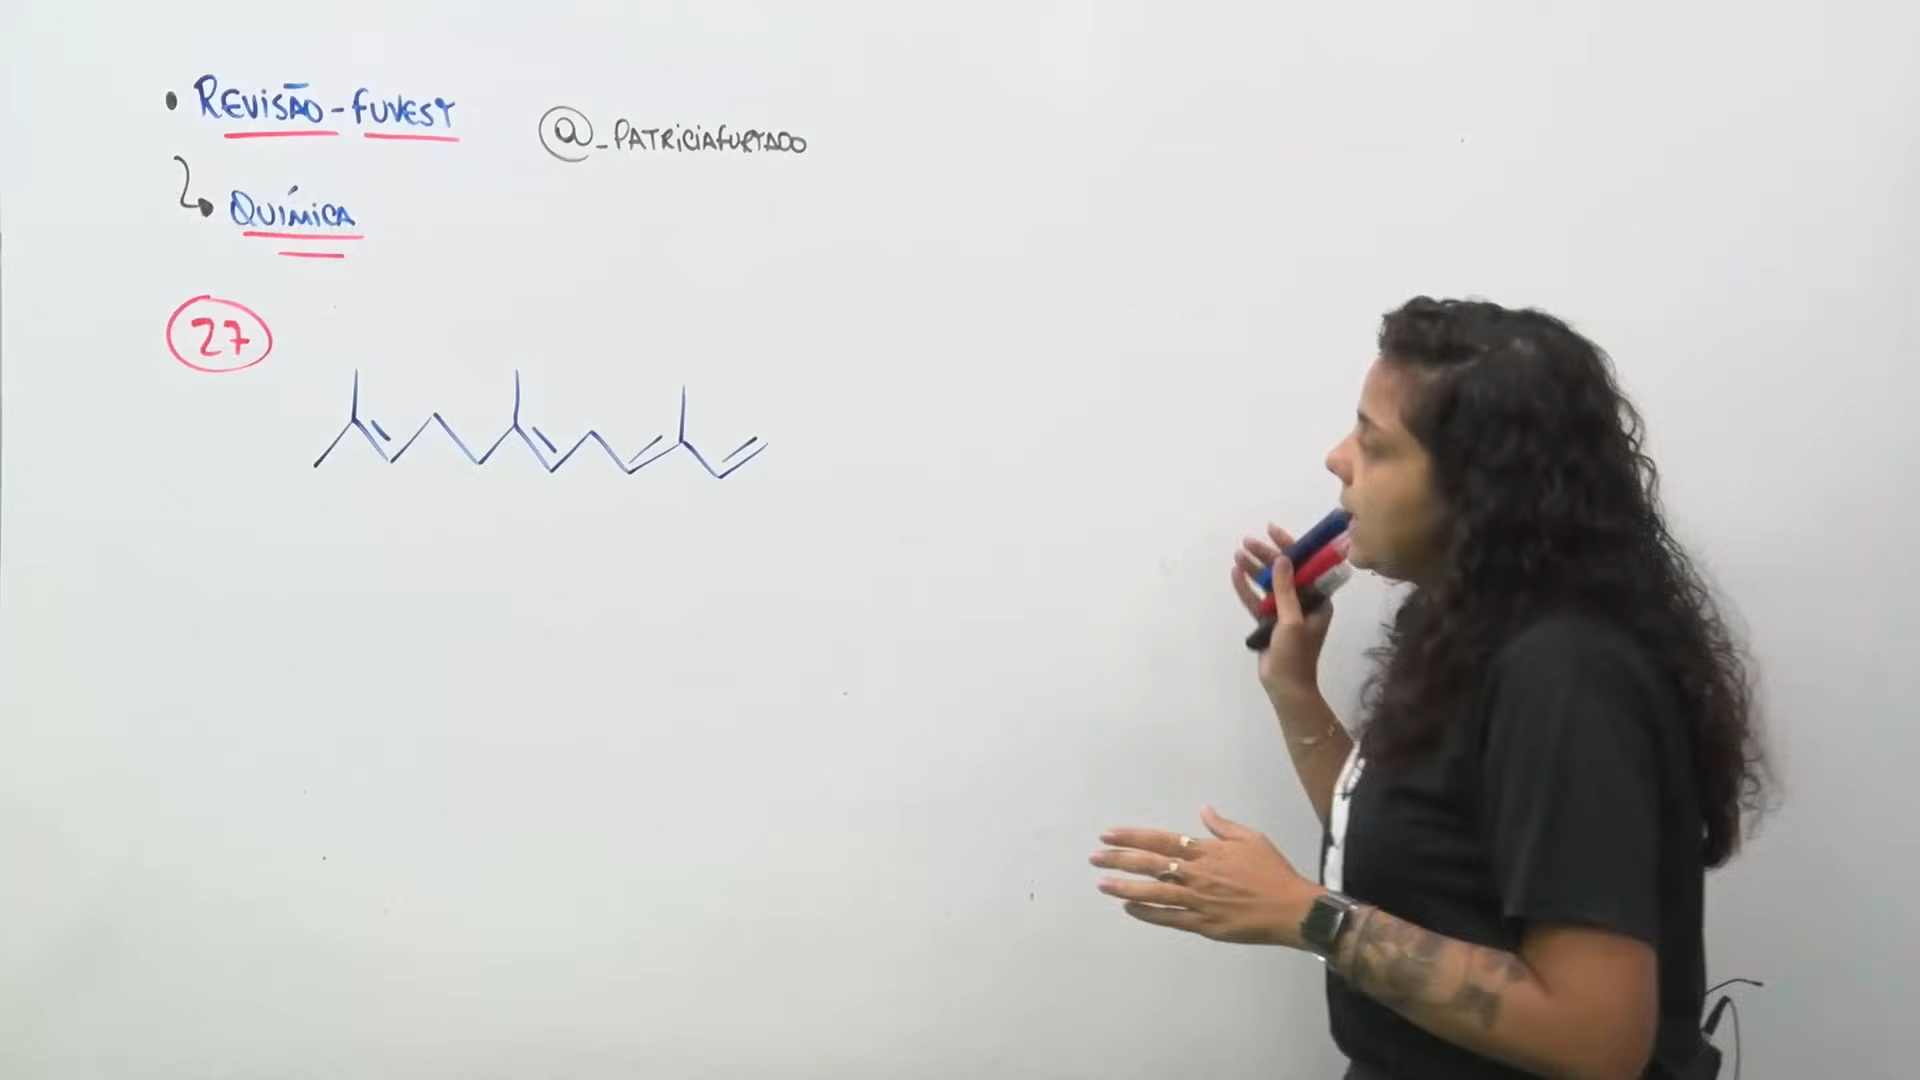 • REVISÃO - FUVEST
@_PATRICIAFURTADO
QUÍMICA
27